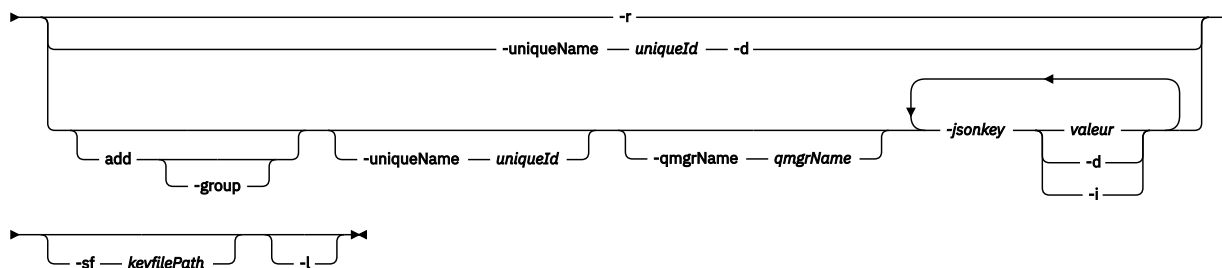 -r
-uniqueName uniqueId -d
add -uniqueName uniqueId -qmgrName qmgrName -jsonkey valeur
-group
-d
-i
-sf keyfilePath -l